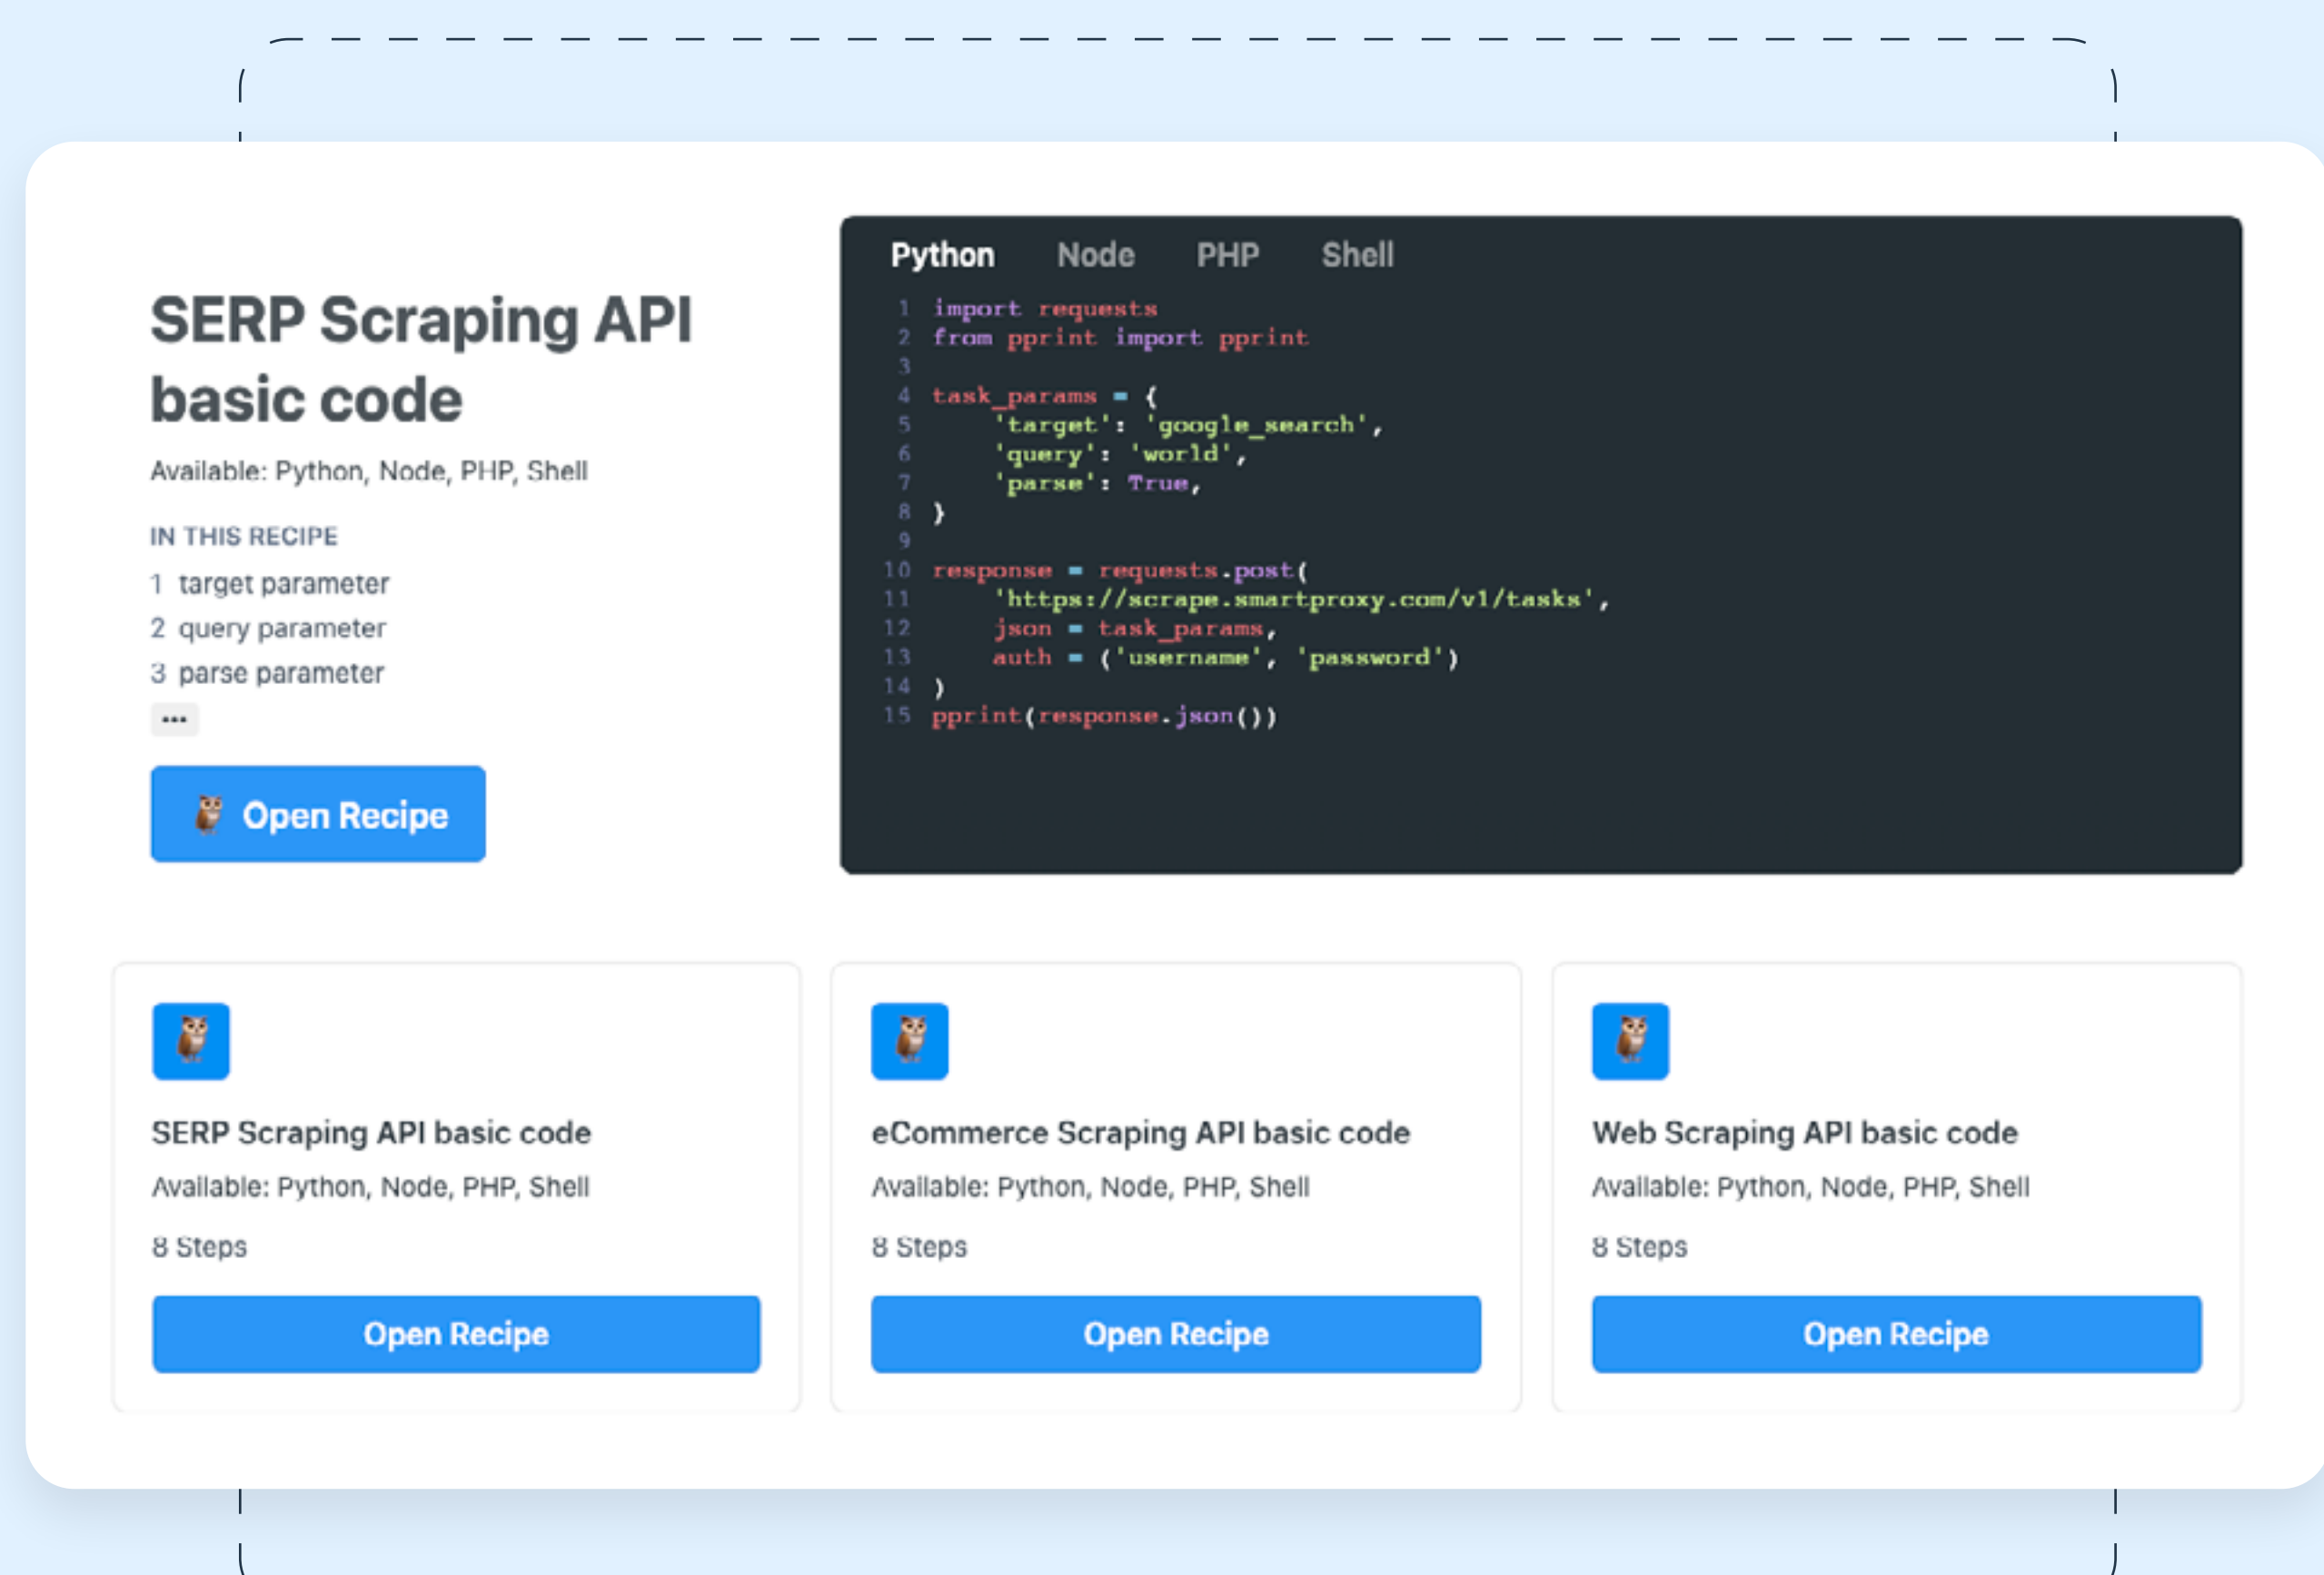 SERP Scraping API
basic code
Available: Python, Node, PHP, Shell
IN THIS RECIPE
1 target parameter
2 query parameter
3 parse parameter
•••
Open Recipe
Python Node PHP Shell
1 import requests
2 from pprint import pprint
3
4 task_params = {
5     'target': 'google_search',
6     'query': 'world',
7     'parse': True,
8 }
9
10 response = requests.post(
11     'https://scrape.smartproxy.com/v1/tasks',
12     json = task_params,
13     auth = ('username', 'password')
14 )
15 pprint(response.json())
SERP Scraping API basic code
Available: Python, Node, PHP, Shell
8 Steps
Open Recipe
eCommerce Scraping API basic code
Available: Python, Node, PHP, Shell
8 Steps
Open Recipe
Web Scraping API basic code
Available: Python, Node, PHP, Shell
8 Steps
Open Recipe